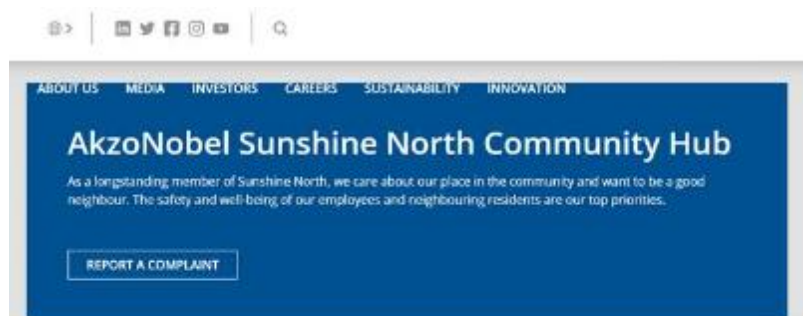 ABOUT US MEDIA INVESTORS CAREERS SUSTAINABILITY INNOVATION
AkzoNobel Sunshine North Community Hub
As a longstanding member of Sunshine North, we care about our place in the community and want to be a good
neighbour. The safety and well-being of our employees and neighbouring residents are our top priorities.
REPORT A COMPLAINT